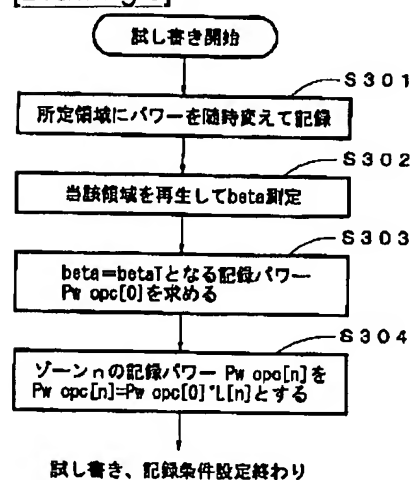 試し書き開始
S301
所定領域にパワーを随時変えて記録
S302
当該領域を再生してbeta測定
S303
beta=betaTとなる記録パワー
Pw opc[0]を求める
S304
ゾーンnの記録パワー Pw opc[n]を
Pw opc[n]=Pw opc[0]*L[n]とする
試し書き、記録条件設定終わり